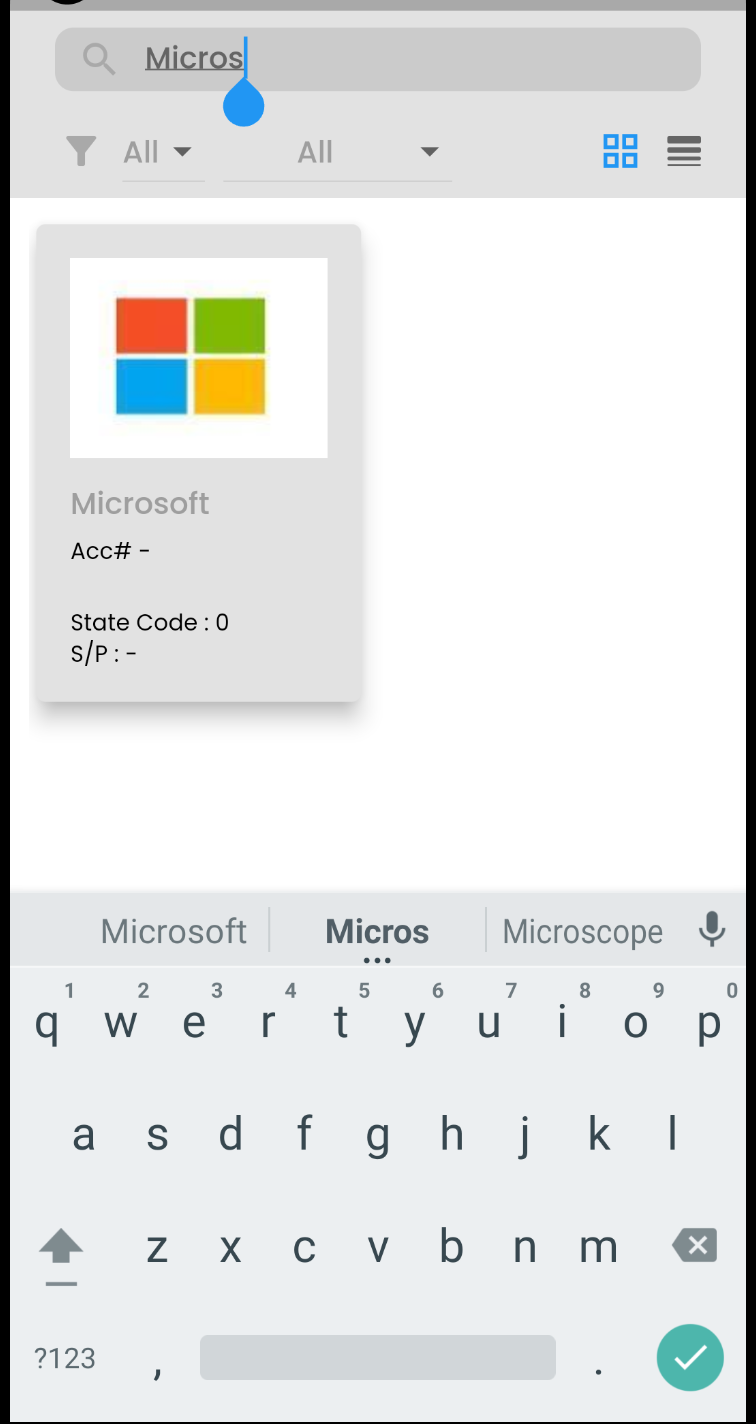 Micros
All All
Microsoft
Acc# -
State Code : 0
S/P : -
Microsoft Micros Microscope
...
1 2 3 4 5 6 7 8 9 0
q w e r t y u i o p
a s d f g h j k l
z x c v b n m
?123 , .